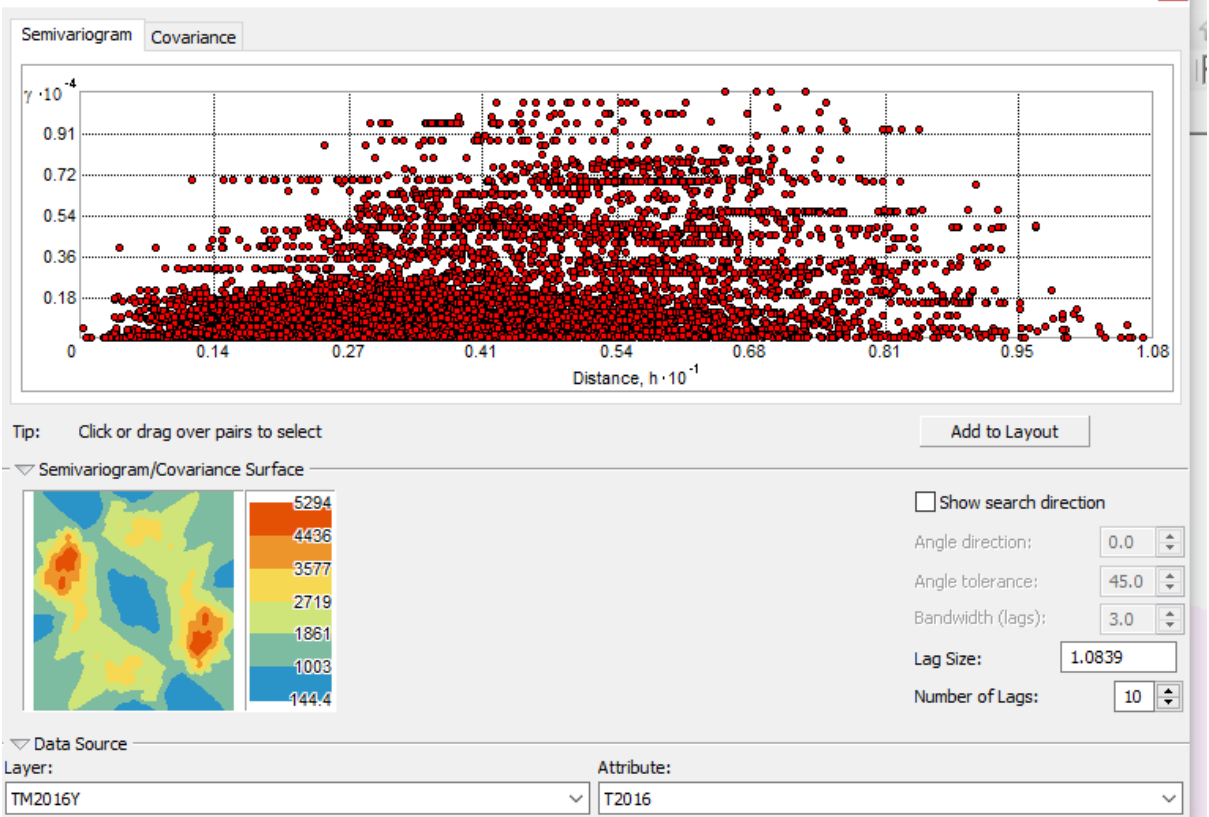 Semivariogram Covariance
γ ·10⁻⁴
0.91
0.72
0.54
0.36
0.18
0 0.14 0.27 0.41 0.54 0.68 0.81 0.95 1.08
Distance, h ·10⁻¹
Tip: Click or drag over pairs to select Add to Layout
Semivariogram/Covariance Surface
5294
4436
3577
2719
1861
1003
144.4
Show search direction
Angle direction: 0.0
Angle tolerance: 45.0
Bandwidth (lags): 3.0
Lag Size: 1.0839
Number of Lags: 10
Data Source
Layer: Attribute:
TM2016Y T2016